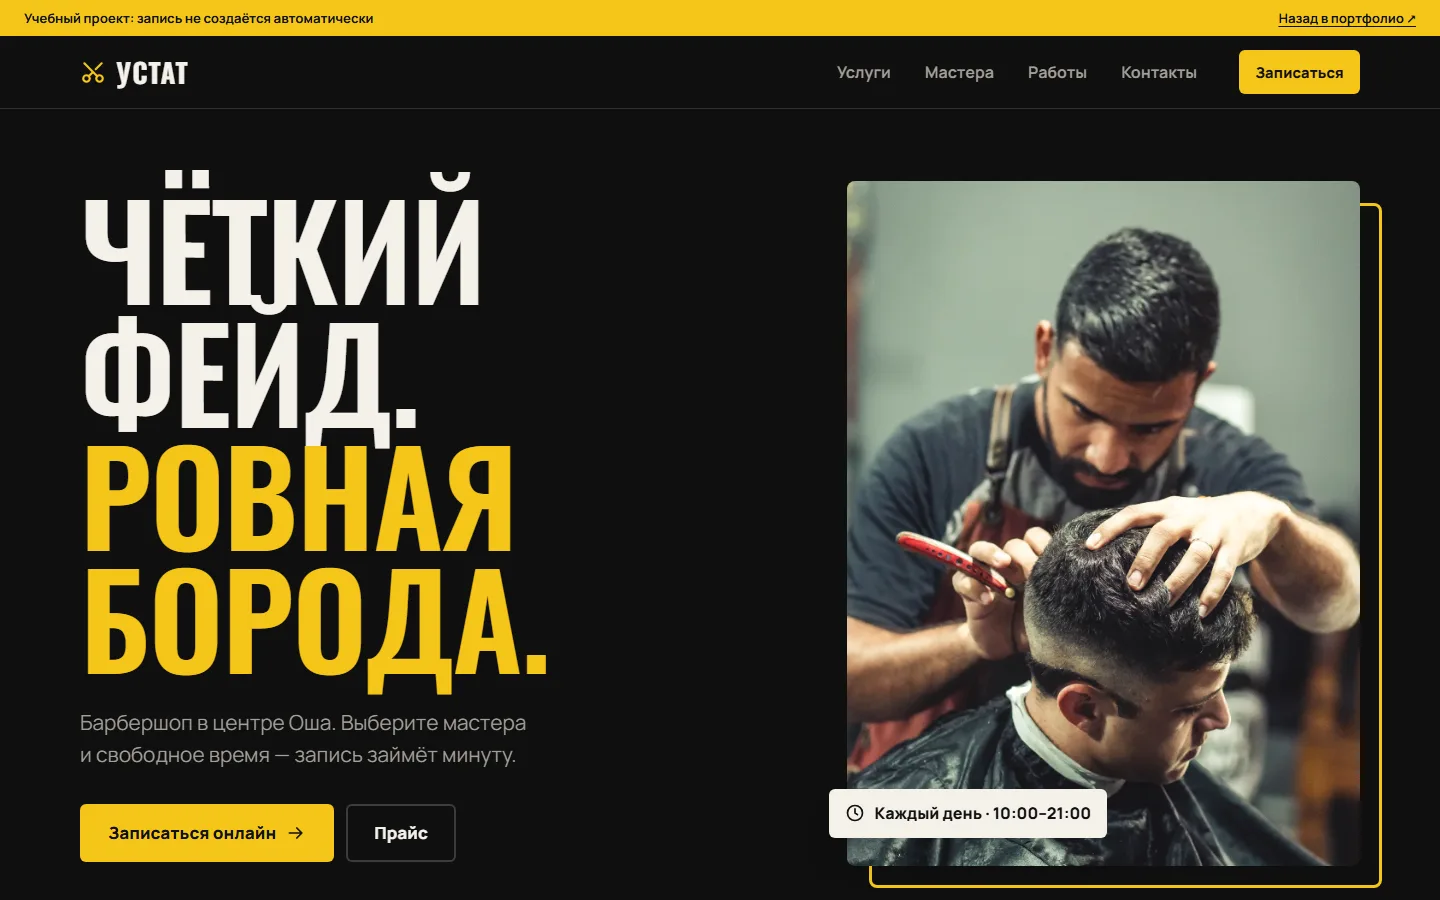 Учебный проект: запись не создаётся автоматически
Назад в портфолио ↗
УСТАТ
Услуги
Мастера
Работы
Контакты
Записаться
ЧЁТКИЙ
ФЕЙД.
РОВНАЯ
БОРОДА.
Барбершоп в центре Оша. Выберите мастера
и свободное время — запись займёт минуту.
Записаться онлайн →
Прайс
Каждый день · 10:00–21:00